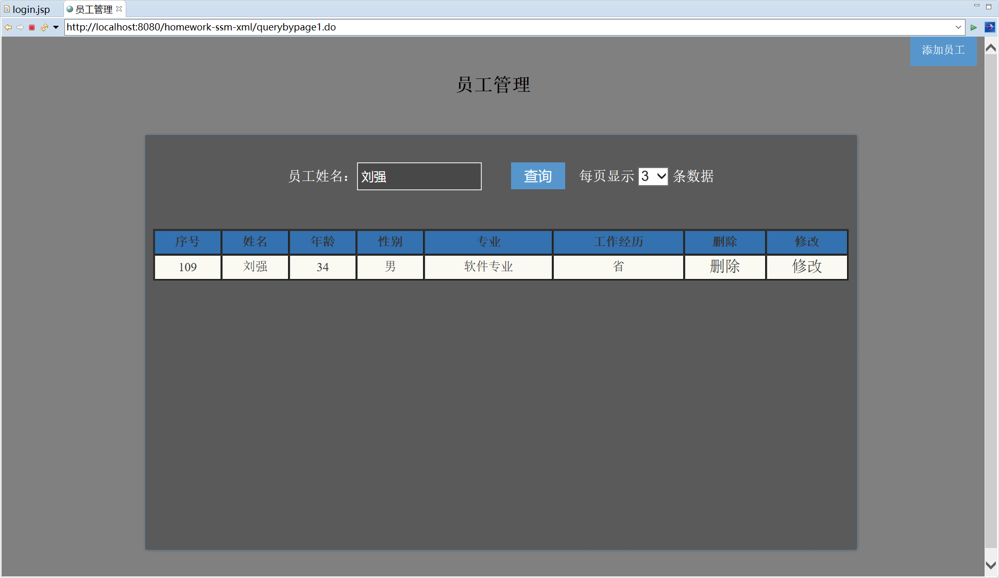 login.jsp 员工管理
http://localhost:8080/homework-ssm-xml/querybypage1.do
添加员工
员工管理
员工姓名： 刘强 查询 每页显示 3 条数据
序号 姓名 年龄 性别 专业 工作经历 删除 修改
109 刘强 34 男 软件专业 省 删除 修改